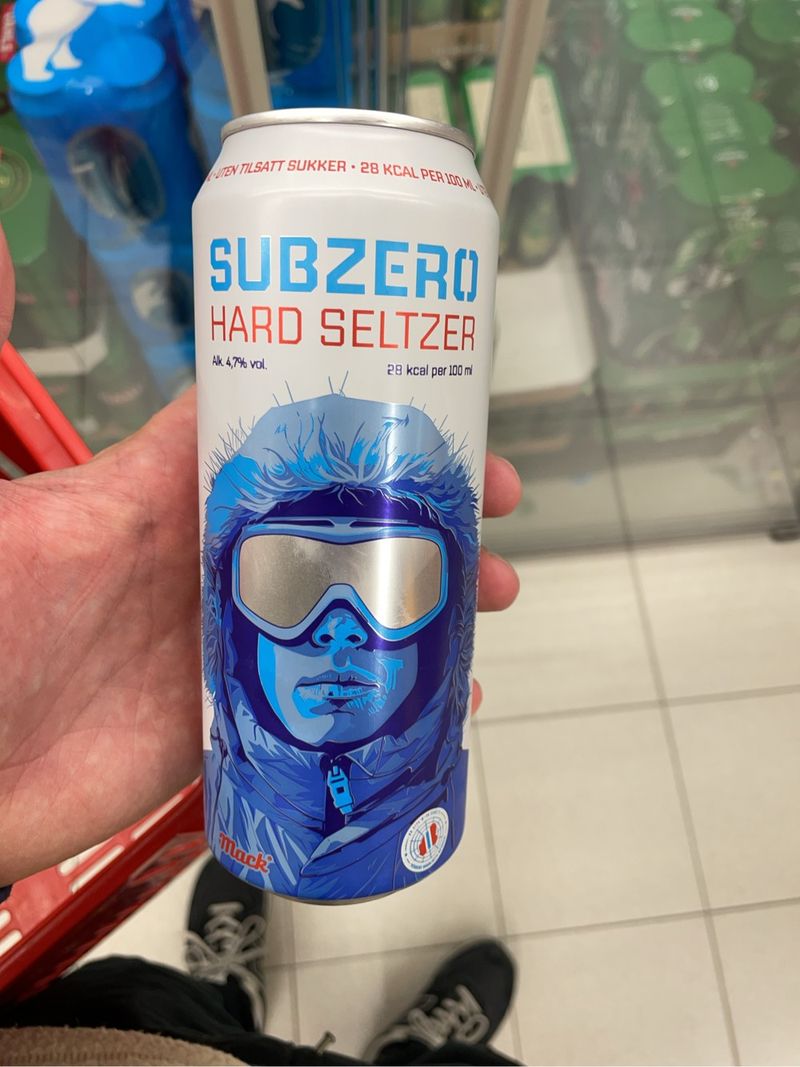 UTEN TILSATT SUKKER • 28 KCAL PER 100 ML •
SUBZERO
HARD SELTZER
Alk. 4,7% vol.
28 kcal per 100 ml
Mack